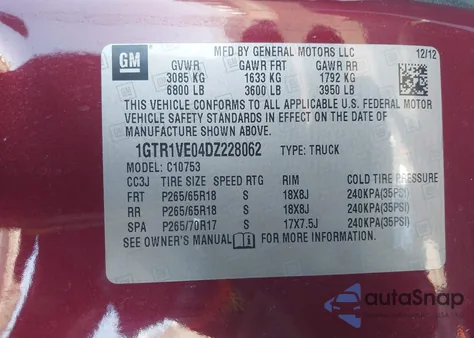 GM
MFD BY GENERAL MOTORS LLC 12/12
GVWR GAWR FRT GAWR RR
3085 KG 1633 KG 1792 KG
6800 LB 3600 LB 3950 LB
THIS VEHICLE CONFORMS TO ALL APPLICABLE U.S. FEDERAL MOTOR
VEHICLE SAFETY STANDARDS IN EFFECT ON THE DATE OF
MANUFACTURE SHOWN ABOVE.
1GTR1VE04DZ228062 TYPE: TRUCK
MODEL: C10753
CC3J TIRE SIZE SPEED RTG RIM COLD TIRE PRESSURE
FRT P265/65R18 S 18X8J 240KPA(35PSI)
RR P265/65R18 S 18X8J 240KPA(35PSI)
SPA P265/70R17 S 17X7.5J 240KPA(35PSI)
SEE OWNER'S MANUAL FOR MORE INFORMATION.
autoSnap